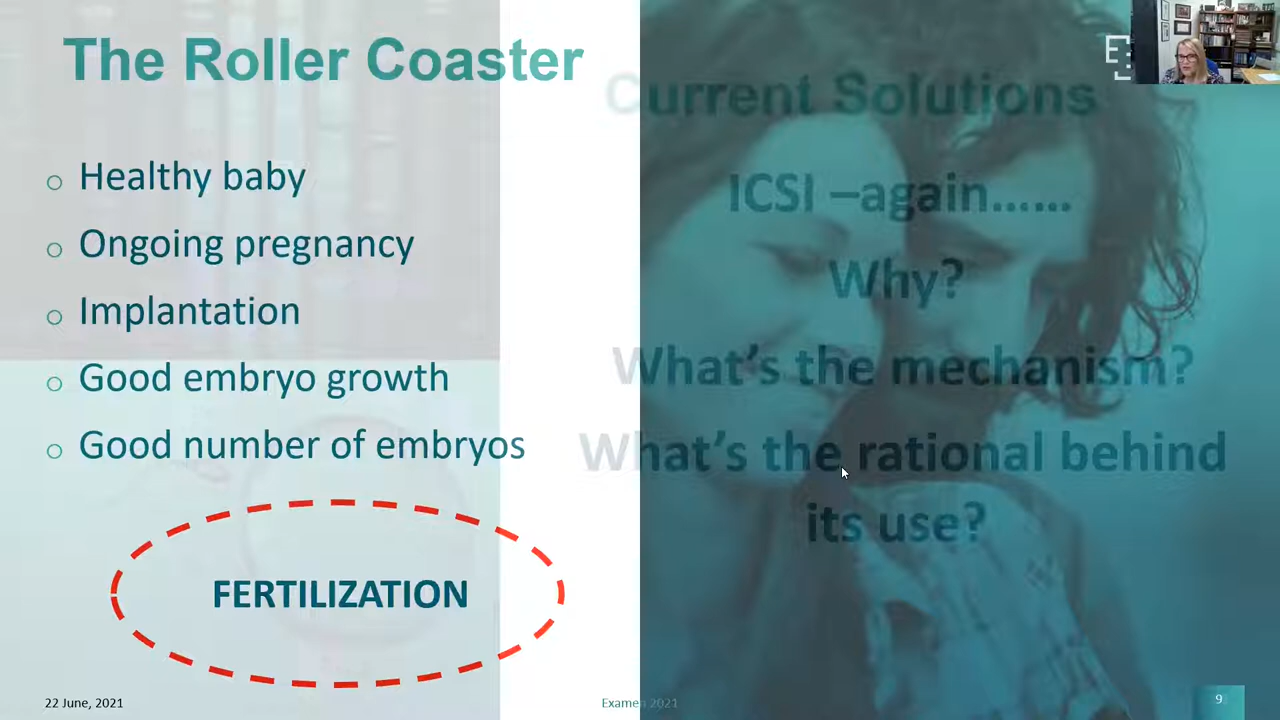 The Roller Coaster
Healthy baby
Ongoing pregnancy
Implantation
Good embryo growth
Good number of embryos
FERTILIZATION
Current Solutions
ICSI –again……
Why?
What's the mechanism?
What's the rational behind
its use?
22 June, 2021
Examen 2021
9